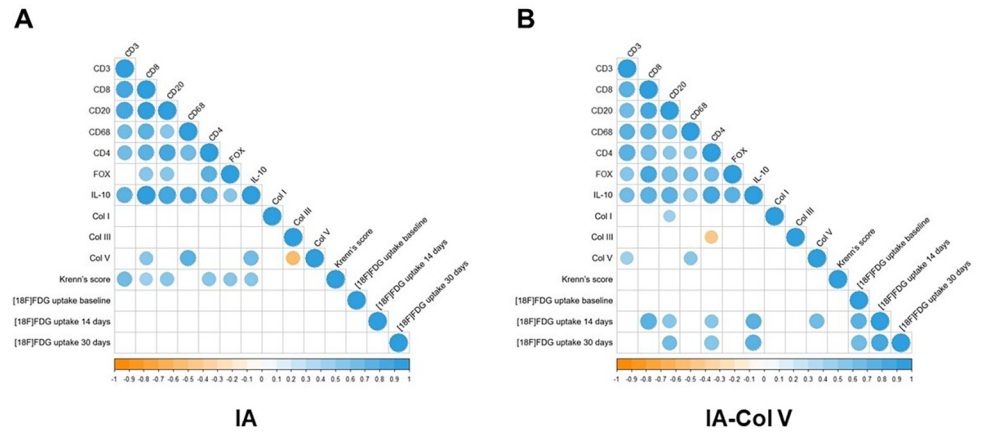 A
CD3
CD3
CD8
CD8
CD20
CD20
CD68
CD68
CD4
CD4
FOX
FOX
IL-10
IL-10
Col I
Col I
Col III
Col III
Col V
Col V
Krenn's score
Krenn's score
[18F]FDG uptake baseline
[18F]FDG uptake baseline
[18F]FDG uptake 14 days
[18F]FDG uptake 14 days
[18F]FDG uptake 30 days
[18F]FDG uptake 30 days
-1 -0.9 -0.8 -0.7 -0.6 -0.5 -0.4 -0.3 -0.2 -0.1 0 0.1 0.2 0.3 0.4 0.5 0.6 0.7 0.8 0.9 1
IA
B
CD3
CD3
CD8
CD8
CD20
CD20
CD68
CD68
CD4
CD4
FOX
FOX
IL-10
IL-10
Col I
Col I
Col III
Col III
Col V
Col V
Krenn's score
Krenn's score
[18F]FDG uptake baseline
[18F]FDG uptake baseline
[18F]FDG uptake 14 days
[18F]FDG uptake 14 days
[18F]FDG uptake 30 days
[18F]FDG uptake 30 days
-1 -0.9 -0.8 -0.7 -0.6 -0.5 -0.4 -0.3 -0.2 -0.1 0 0.1 0.2 0.3 0.4 0.5 0.6 0.7 0.8 0.9 1
IA-Col V